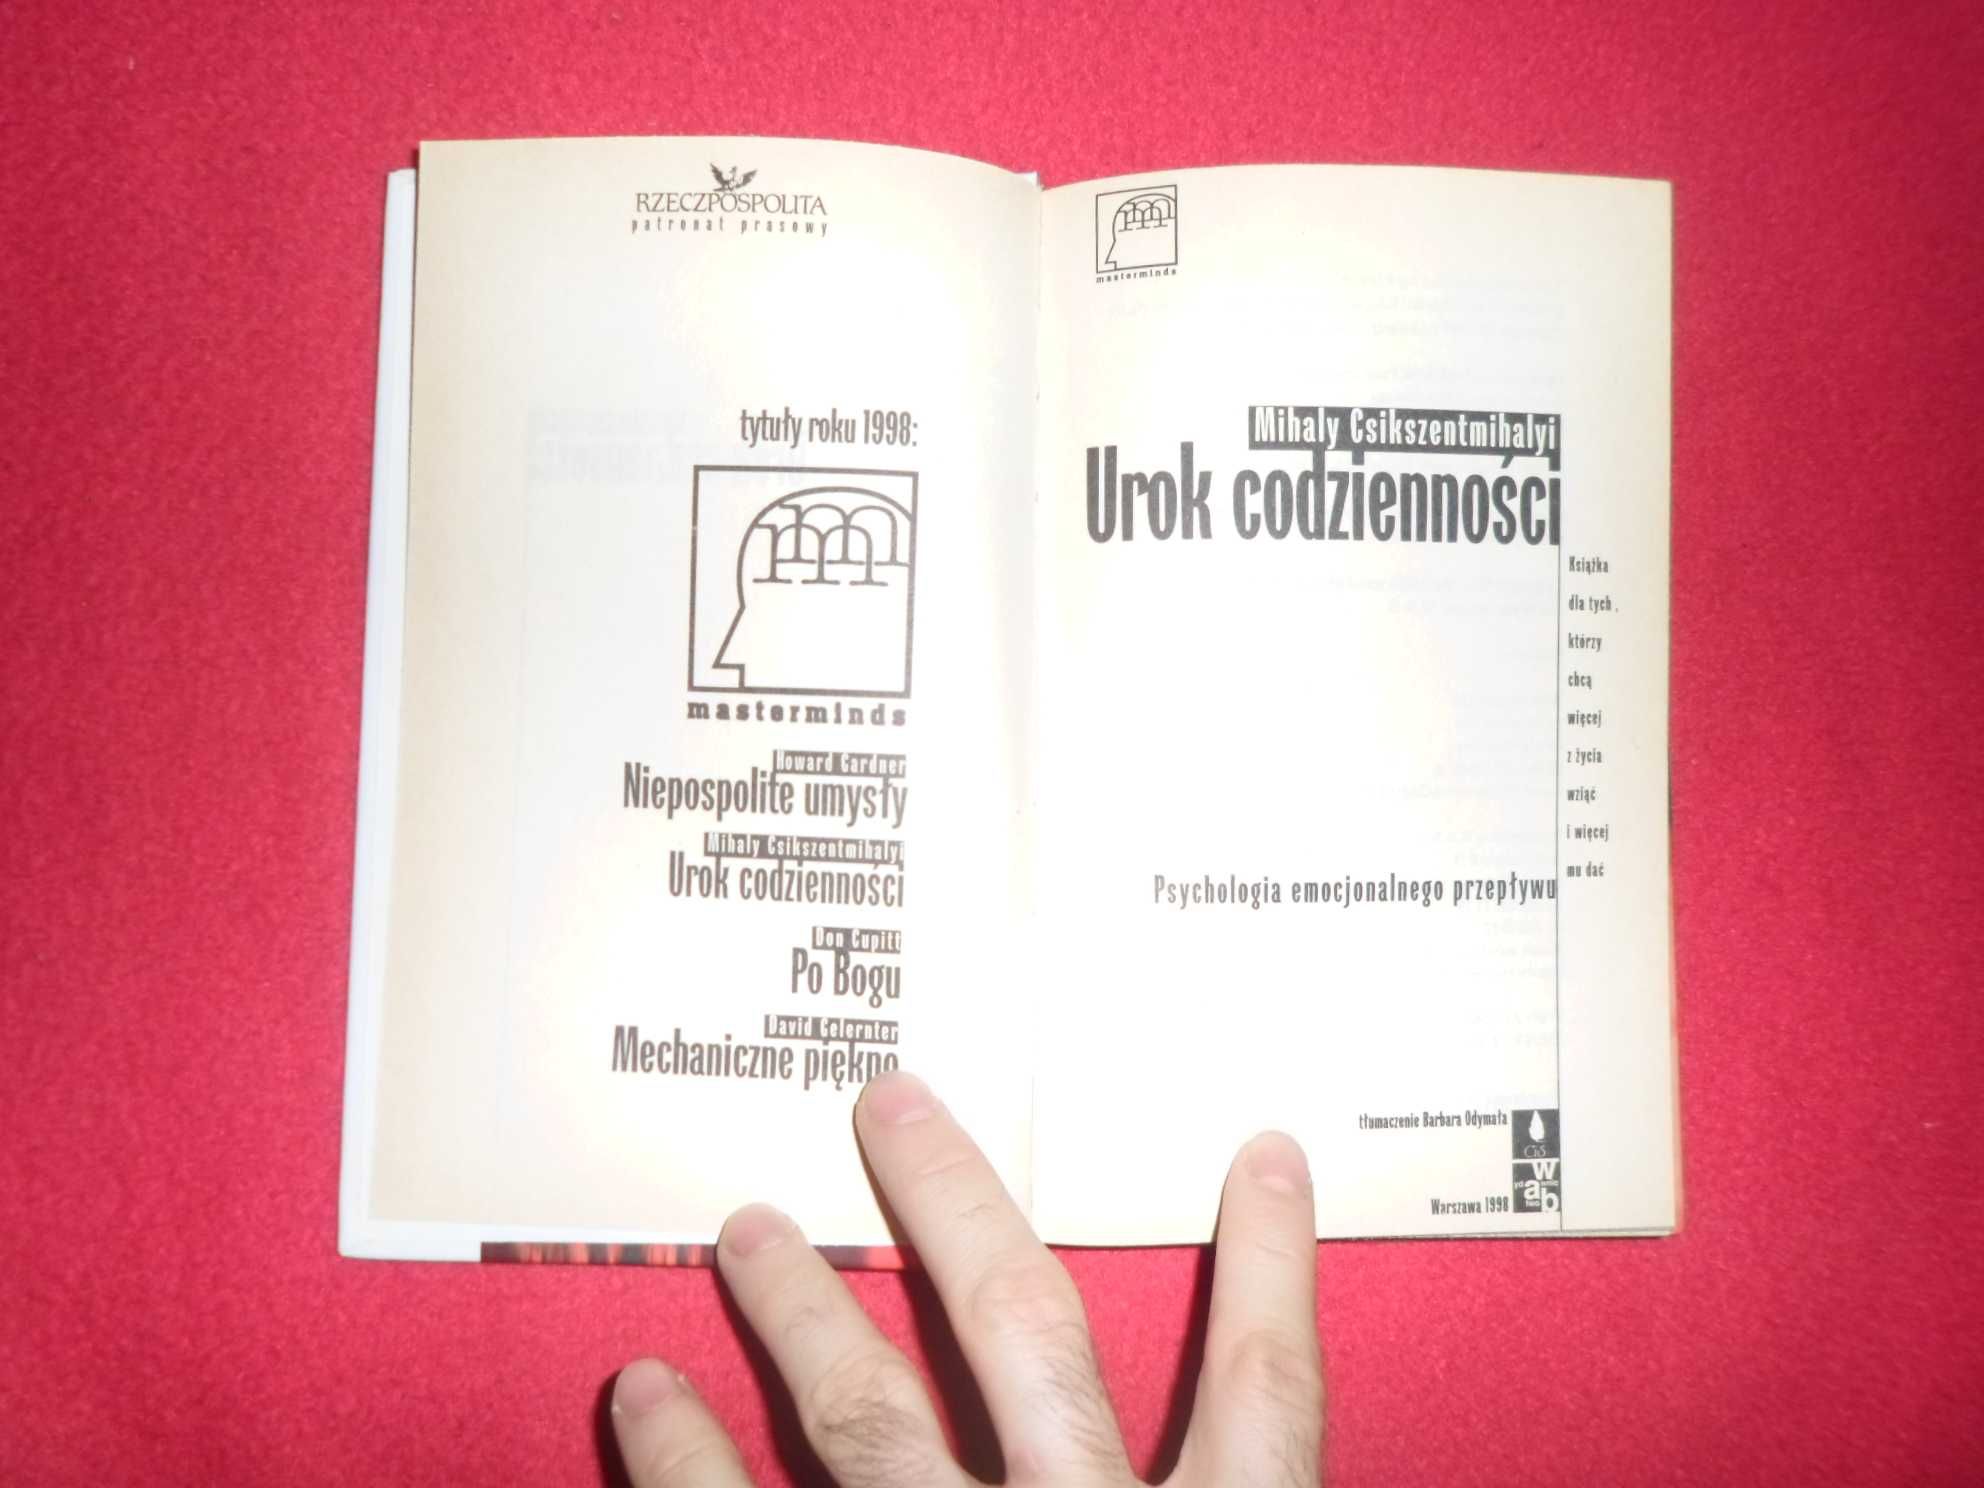 RZECZPOSPOLITA
patronat prasowy
tytuły roku 1998:
masterminds
Howard Gardner
Niepospolite umysły
Mihaly Csikszentmihalyi
Urok codzienności
Don Cupitt
Po Bogu
David Gelernter
Mechaniczne piękno
masterminds
Mihaly Csikszentmihalyi
Urok codzienności
Książka
dla tych,
którzy
chcą
więcej
z życia
wziąć
i więcej
mu dać
Psychologia emocjonalnego przepływu
tłumaczenie Barbara Odymała
CiS
Warszawa 1998
w
a
b